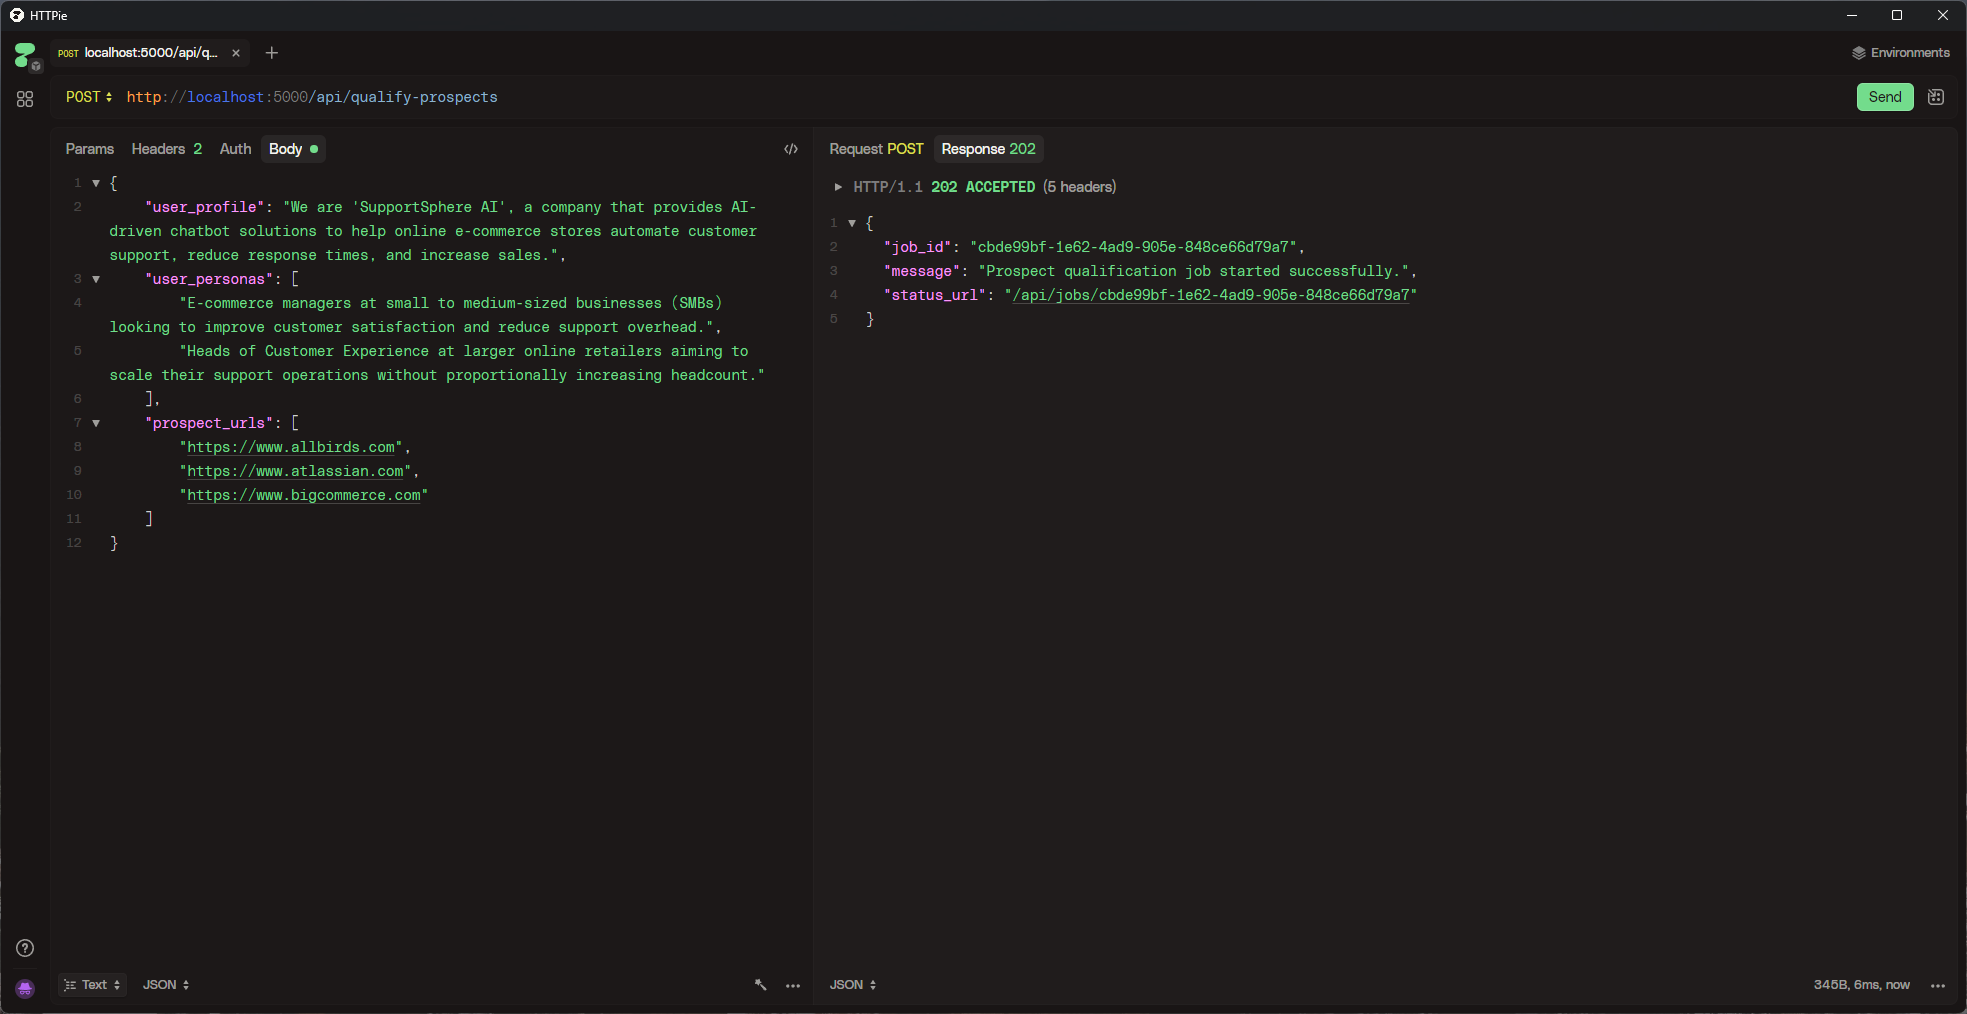 HTTPie
POST localhost:5000/api/q...
Environments
POST http://localhost:5000/api/qualify-prospects
Send
Params Headers 2 Auth Body
1 {
2 "user_profile": "We are 'SupportSphere AI', a company that provides AI-
driven chatbot solutions to help online e-commerce stores automate customer
support, reduce response times, and increase sales.",
3 "user_personas": [
4 "E-commerce managers at small to medium-sized businesses (SMBs)
looking to improve customer satisfaction and reduce support overhead.",
5 "Heads of Customer Experience at larger online retailers aiming to
scale their support operations without proportionally increasing headcount."
6 ],
7 "prospect_urls": [
8 "https://www.allbirds.com",
9 "https://www.atlassian.com",
10 "https://www.bigcommerce.com"
11 ]
12 }
Text JSON
Request POST Response 202
HTTP/1.1 202 ACCEPTED (5 headers)
1 {
2 "job_id": "cbde99bf-1e62-4ad9-905e-848ce66d79a7",
3 "message": "Prospect qualification job started successfully.",
4 "status_url": "/api/jobs/cbde99bf-1e62-4ad9-905e-848ce66d79a7"
5 }
JSON
345B, 6ms, now